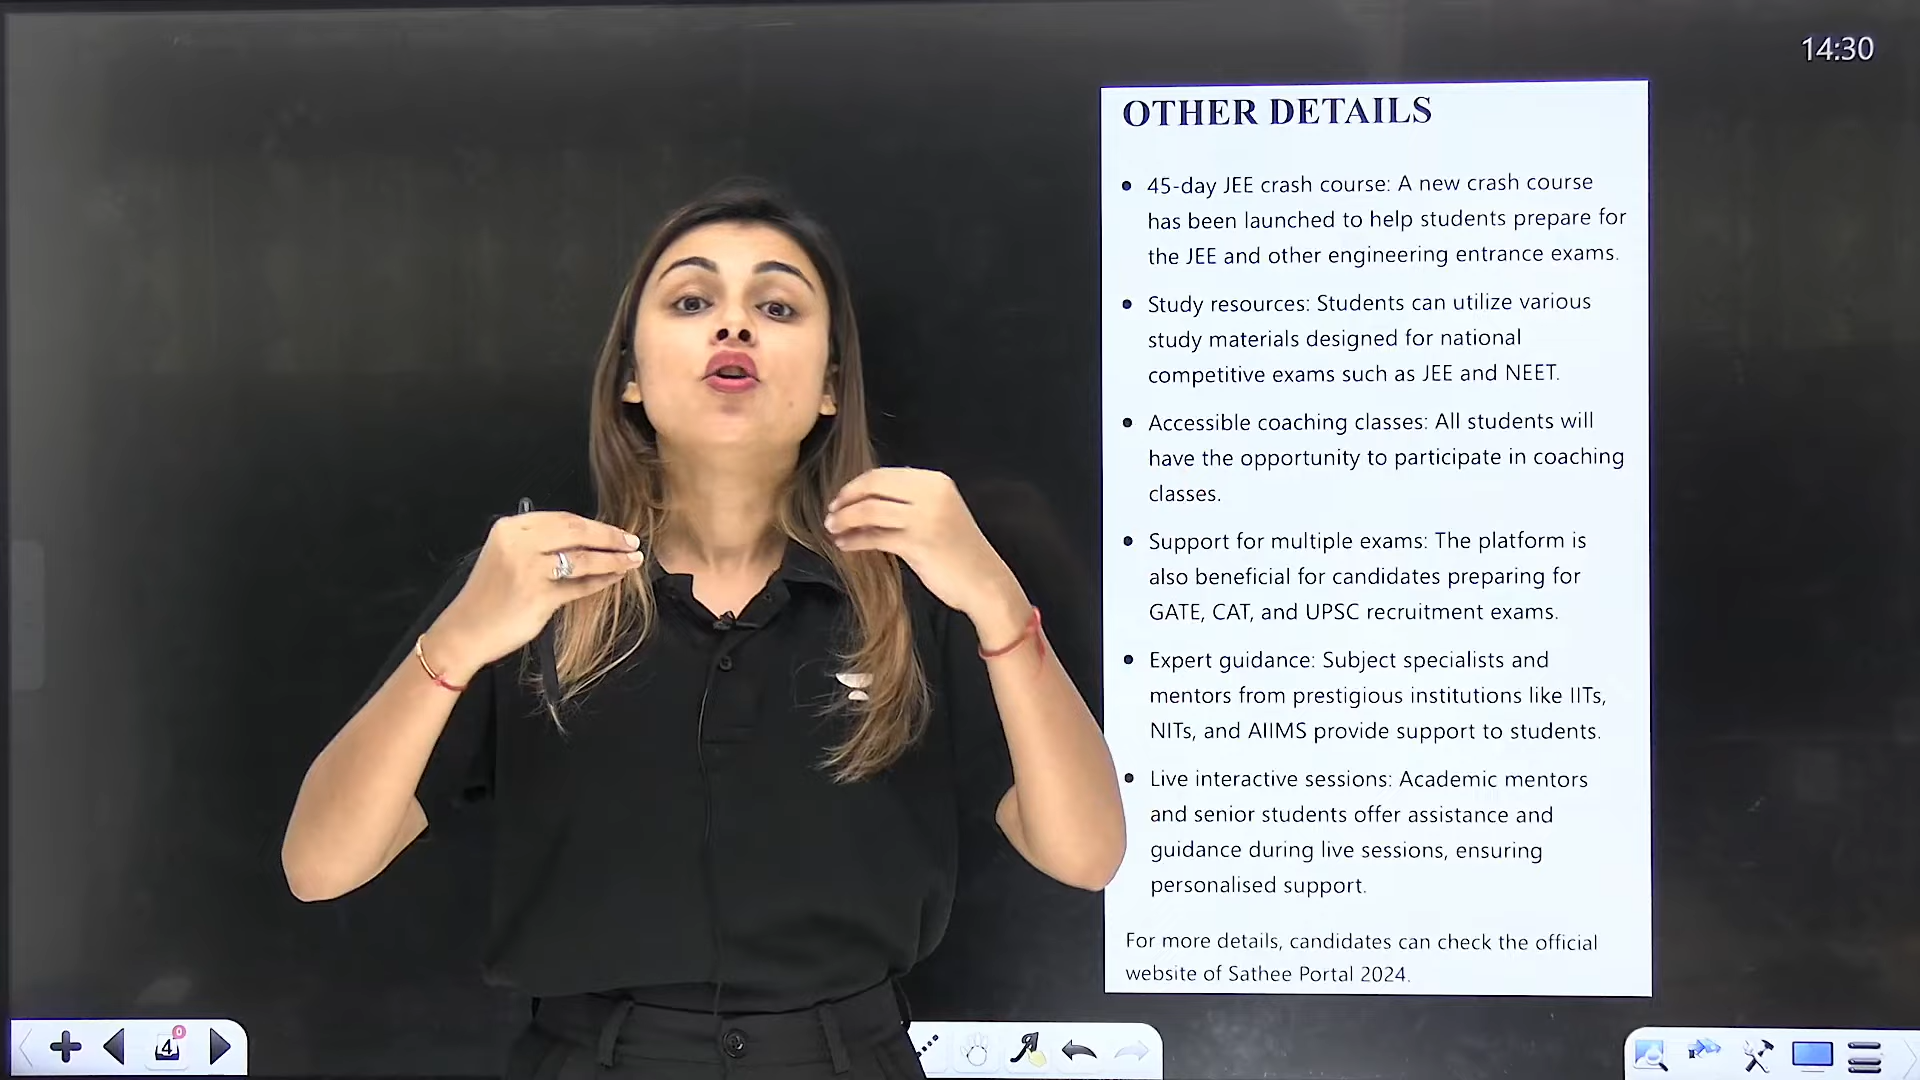 14:30
OTHER DETAILS
• 45-day JEE crash course: A new crash course
has been launched to help students prepare for
the JEE and other engineering entrance exams.
• Study resources: Students can utilize various
study materials designed for national
competitive exams such as JEE and NEET.
• Accessible coaching classes: All students will
have the opportunity to participate in coaching
classes.
• Support for multiple exams: The platform is
also beneficial for candidates preparing for
GATE, CAT, and UPSC recruitment exams.
• Expert guidance: Subject specialists and
mentors from prestigious institutions like IITs,
NITs, and AIIMS provide support to students.
• Live interactive sessions: Academic mentors
and senior students offer assistance and
guidance during live sessions, ensuring
personalised support.
For more details, candidates can check the official
website of Sathee Portal 2024.
4
0